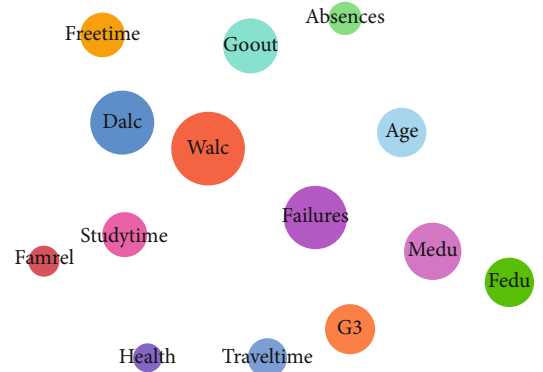 Absences
Freetime
Goout
Dalc
Age
Walc
Failures
Studytime
Medu
Famrel
Fedu
G3
Health
Traveltime